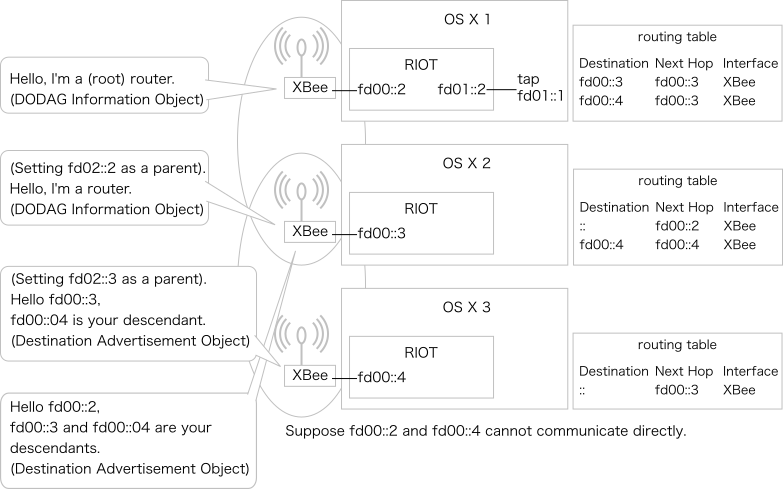 OS X 1
RIOT
XBee
fd00::2
fd01::2
tap
fd01::1
Hello, I'm a (root) router.
(DODAG Information Object)
routing table
Destination Next Hop Interface
fd00::3 fd00::3 XBee
fd00::4 fd00::3 XBee
(Setting fd02::2 as a parent).
Hello, I'm a router.
(DODAG Information Object)
OS X 2
RIOT
XBee
fd00::3
routing table
Destination Next Hop Interface
:: fd00::2 XBee
fd00::4 fd00::4 XBee
(Setting fd02::3 as a parent).
Hello fd00::3,
fd00::04 is your descendant.
(Destination Advertisement Object)
OS X 3
RIOT
XBee
fd00::4
routing table
Destination Next Hop Interface
:: fd00::3 XBee
Hello fd00::2,
fd00::3 and fd00::04 are your
descendants.
(Destination Advertisement Object)
Suppose fd00::2 and fd00::4 cannot communicate directly.